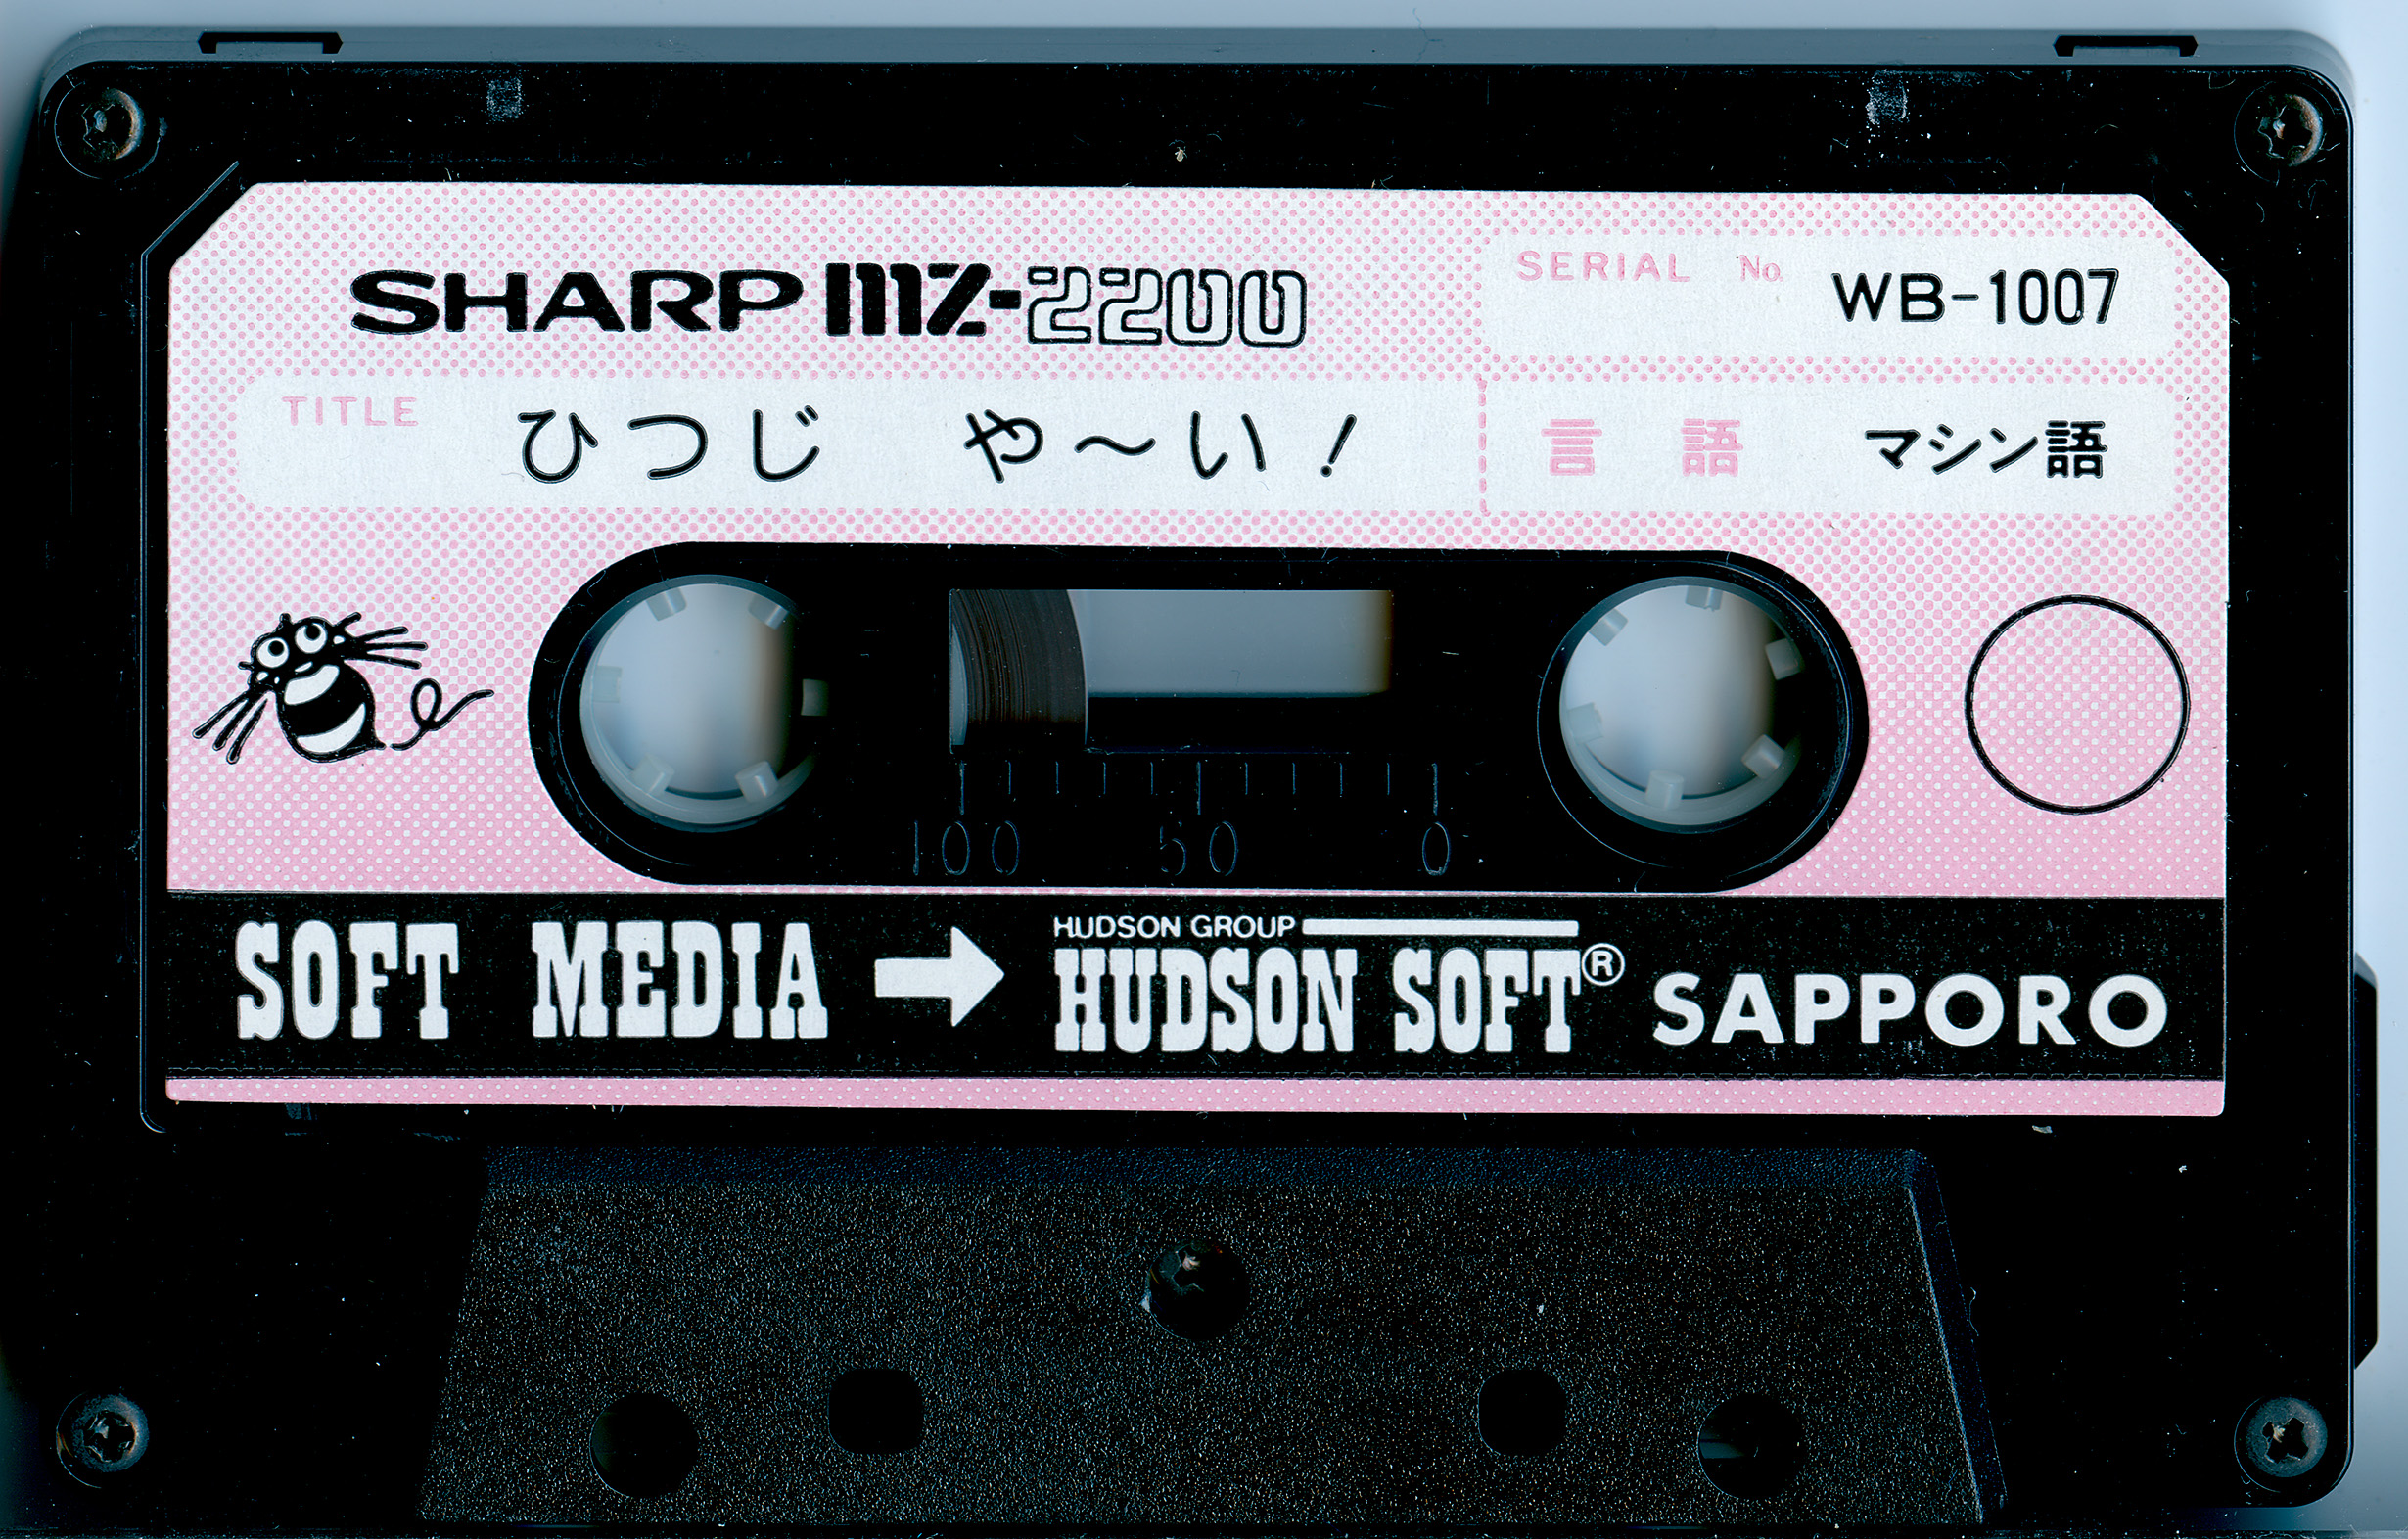 SHARP MZ-2200
SERIAL No. WB-1007
TITLE ひつじ や〜い!
言語 マシン語
100 50 0
SOFT MEDIA → HUDSON GROUP
HUDSON SOFT® SAPPORO